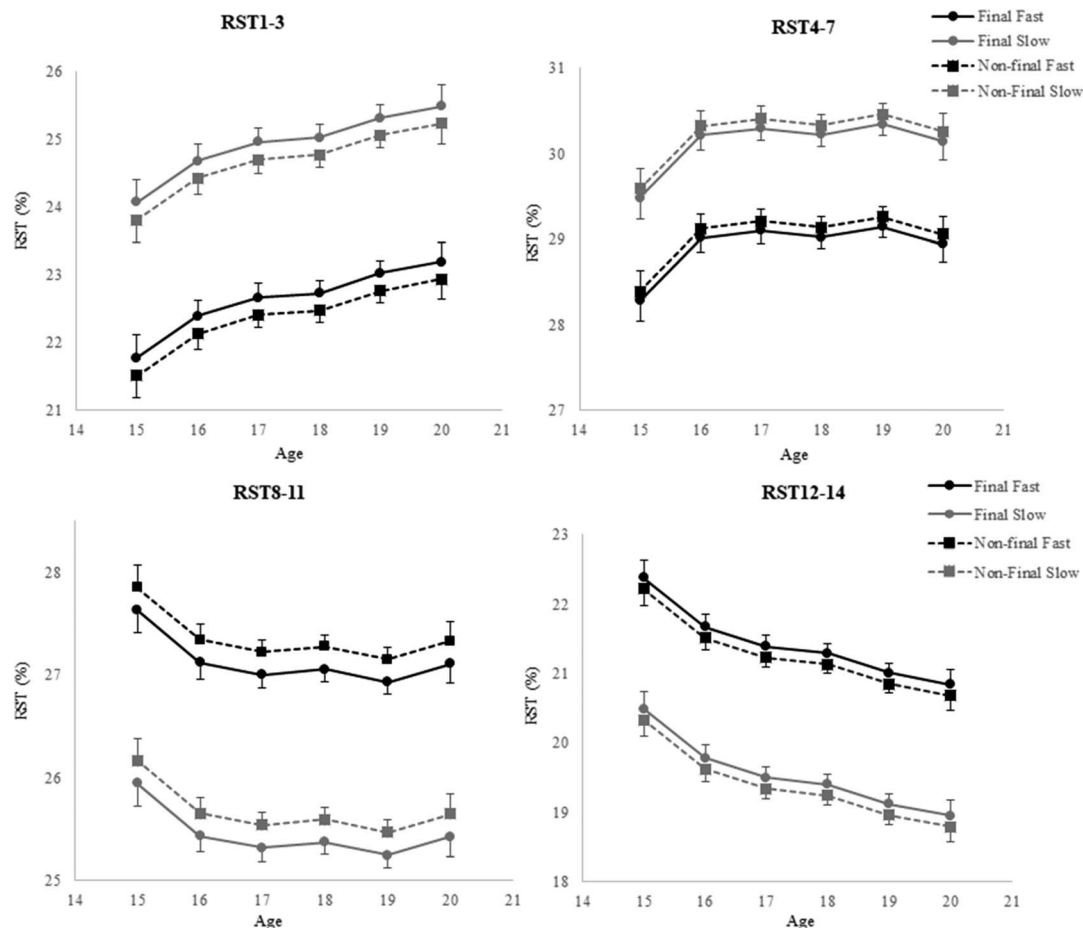 RST1-3
RST4-7
Final Fast
Final Slow
Non-final Fast
Non-Final Slow
26
25
24
23
22
21
RST (%)
14 15 16 17 18 19 20 21
Age
31
30
29
28
27
RST (%)
14 15 16 17 18 19 20 21
Age
RST8-11
RST12-14
Final Fast
Final Slow
Non-final Fast
Non-Final Slow
28
27
26
25
RST (%)
14 15 16 17 18 19 20 21
Age
23
22
21
20
19
18
RST (%)
14 15 16 17 18 19 20 21
Age